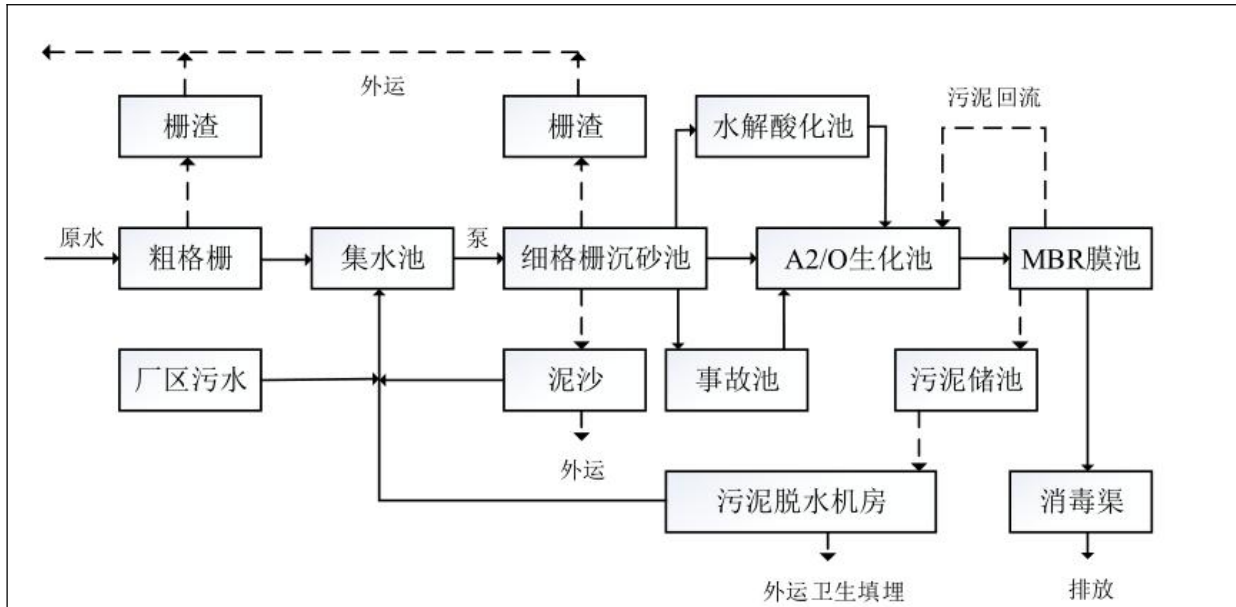 外运
污泥回流
栅渣
栅渣
水解酸化池
原水
粗格栅
集水池
泵
细格栅沉砂池
A2/O生化池
MBR膜池
厂区污水
泥沙
事故池
污泥储池
外运
污泥脱水机房
消毒渠
外运卫生填埋
排放